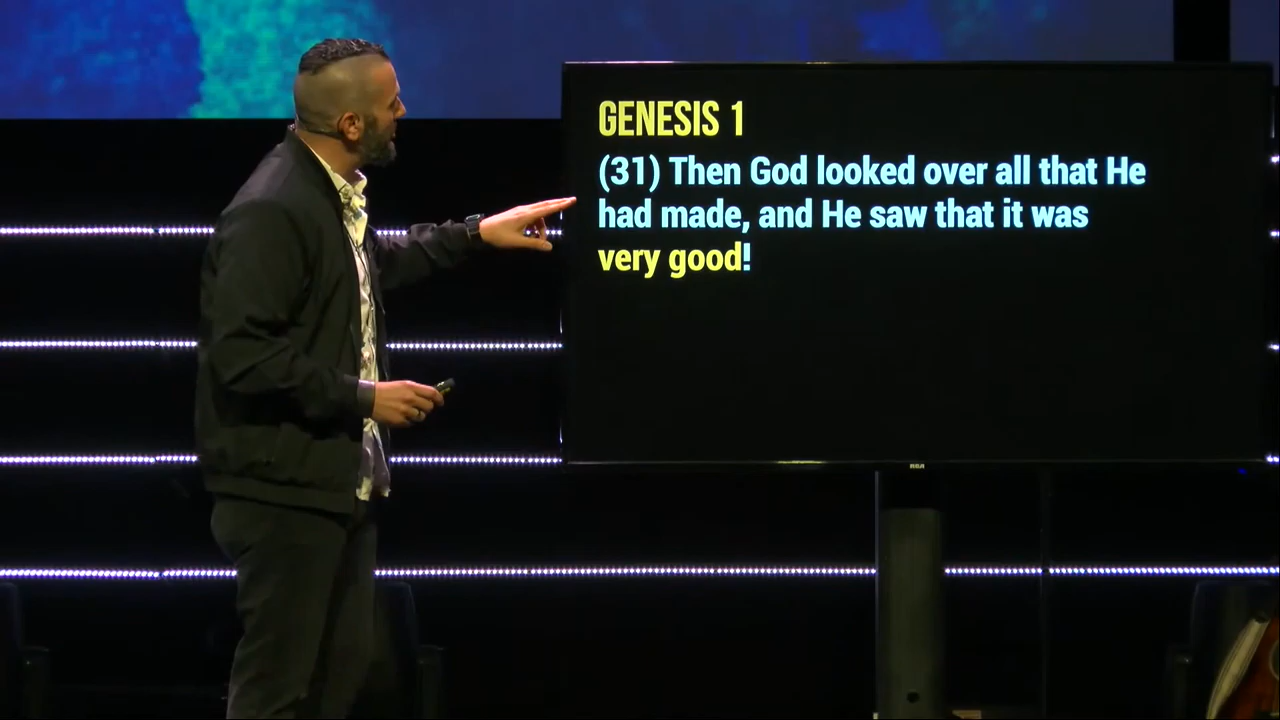 GENESIS 1
(31) Then God looked over all that He
had made, and He saw that it was
very good!
RCA